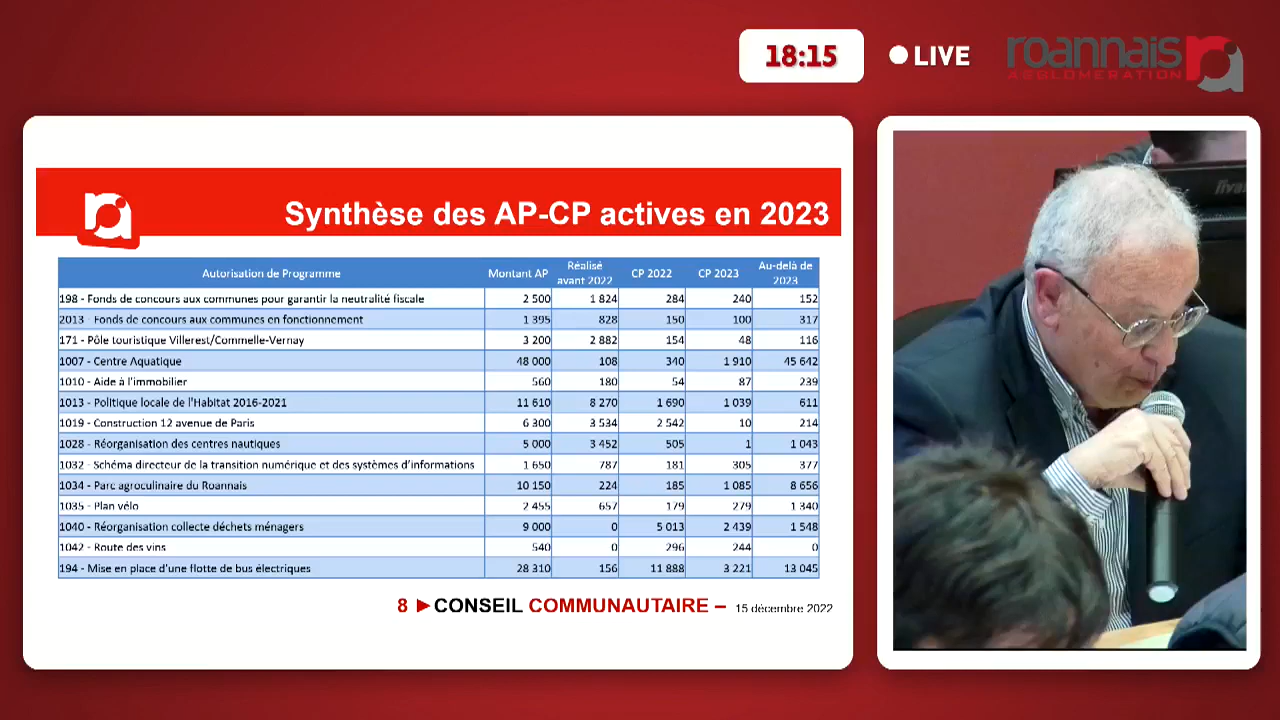 18:15
LIVE
roannais
AGGLOMÉRATION
Synthèse des AP-CP actives en 2023
Autorisation de Programme Montant AP Réalisé avant 2022 CP 2022 CP 2023 Au-delà de 2023
198 - Fonds de concours aux communes pour garantir la neutralité fiscale 2 500 1 824 284 240 152
2013 - Fonds de concours aux communes en fonctionnement 1 395 828 150 100 317
171 - Pôle touristique Villerest/Commelle-Vernay 3 200 2 882 154 48 116
1007 - Centre Aquatique 48 000 108 340 1 910 45 642
1010 - Aide à l'immobilier 560 180 54 87 239
1013 - Politique locale de l'Habitat 2016-2021 11 610 8 270 1 690 1 039 611
1019 - Construction 12 avenue de Paris 6 300 3 534 2 542 10 214
1028 - Réorganisation des centres nautiques 5 000 3 452 505 1 1 043
1032 - Schéma directeur de la transition numérique et des systèmes d'informations 1 650 787 181 305 377
1034 - Parc agroculinaire du Roannais 10 150 224 185 1 085 8 656
1035 - Plan vélo 2 455 657 179 279 1 340
1040 - Réorganisation collecte déchets ménagers 9 000 0 5 013 2 439 1 548
1042 - Route des vins 540 0 296 244 0
194 - Mise en place d'une flotte de bus électriques 28 310 156 11 888 3 221 13 045
8 ►CONSEIL COMMUNAUTAIRE – 15 décembre 2022